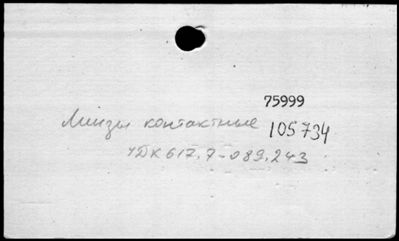 75999
Линзы контактные 105734
УДК 617.7-089.243